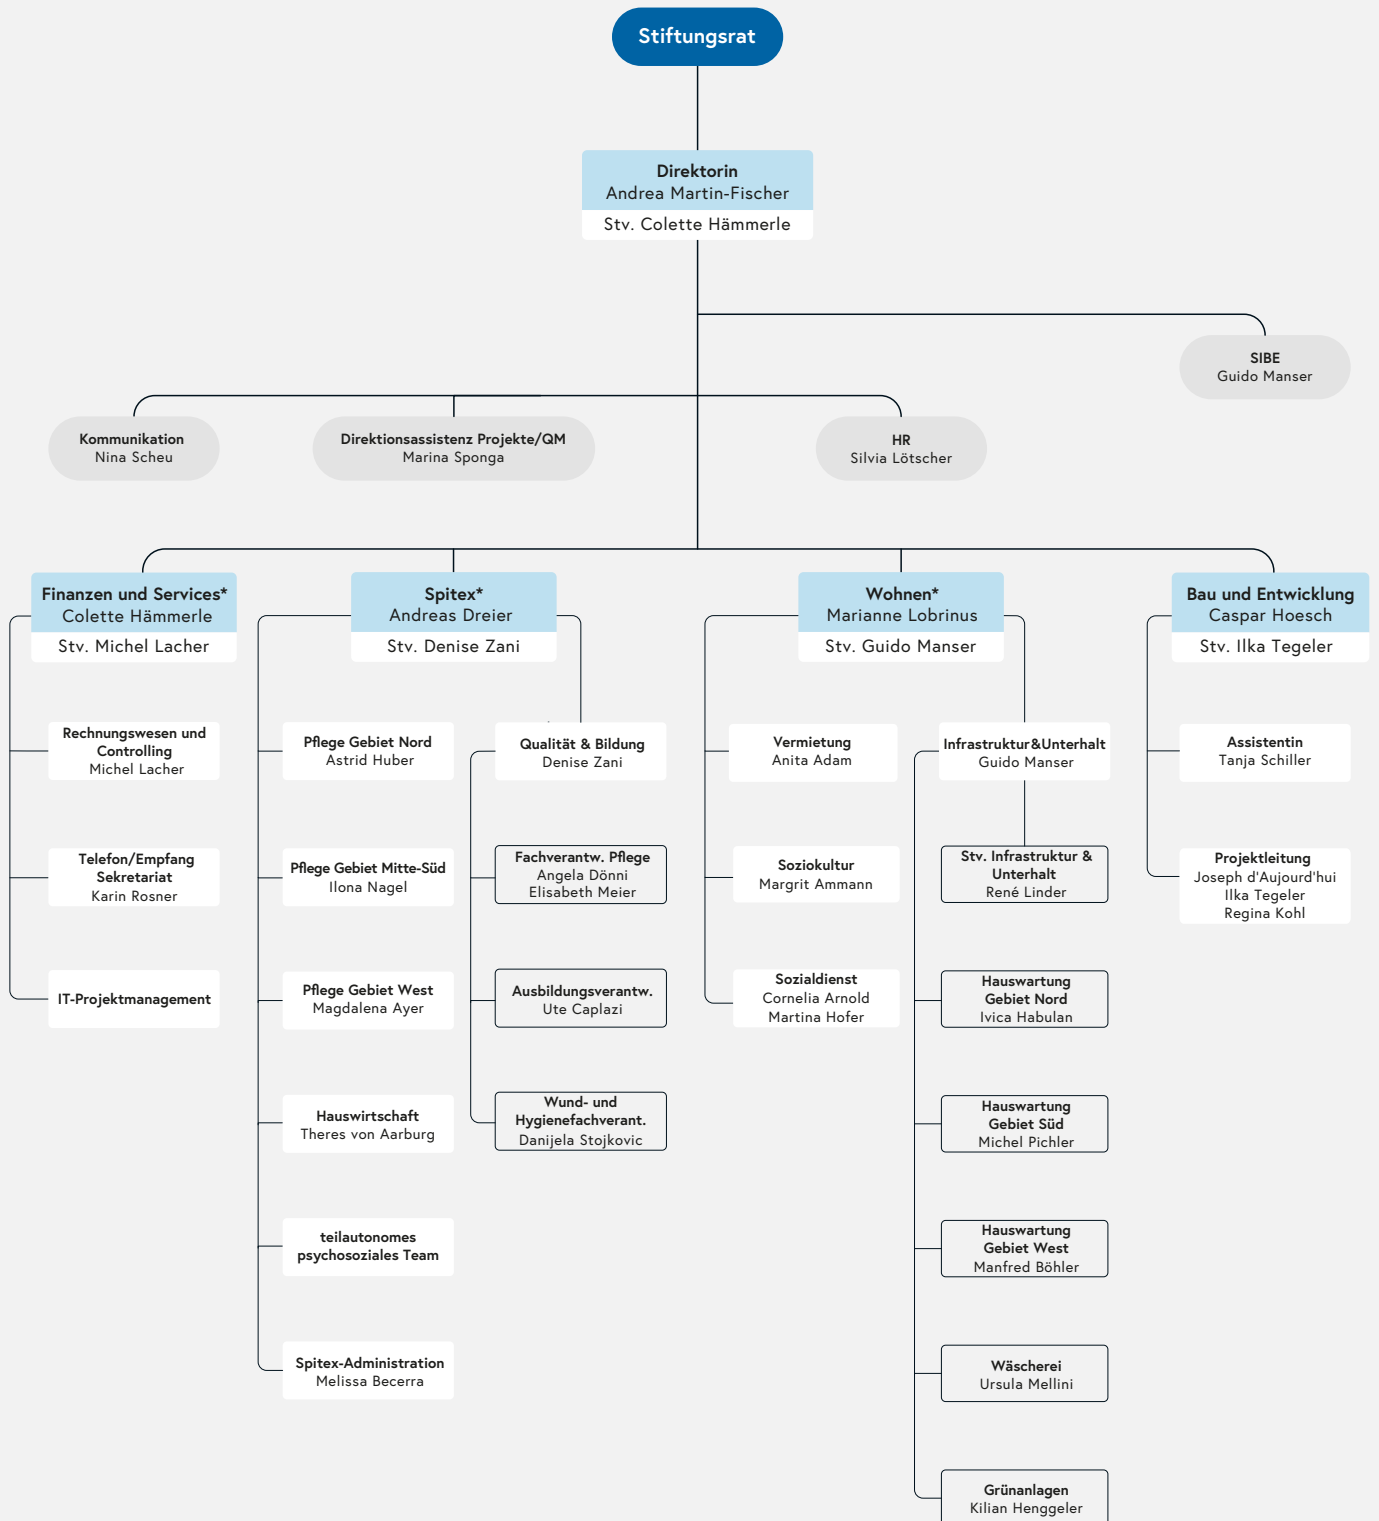 Stiftungsrat
Direktorin
Andrea Martin-Fischer
Stv. Colette Hämmerle
SIBE
Guido Manser
Kommunikation
Nina Scheu
Direktionsassistenz Projekte/QM
Marina Sponga
HR
Silvia Lötscher
Finanzen und Services*
Colette Hämmerle
Stv. Michel Lacher
Rechnungswesen und
Controlling
Michel Lacher
Telefon/Empfang
Sekretariat
Karin Rosner
IT-Projektmanagement
Spitex*
Andreas Dreier
Stv. Denise Zani
Pflege Gebiet Nord
Astrid Huber
Pflege Gebiet Mitte-Süd
Ilona Nagel
Pflege Gebiet West
Magdalena Ayer
Hauswirtschaft
Theres von Aarburg
teilautonomes
psychosoziales Team
Spitex-Administration
Melissa Becerra
Qualität & Bildung
Denise Zani
Fachverantw. Pflege
Angela Dönni
Elisabeth Meier
Ausbildungsverantw.
Ute Caplazi
Wund- und
Hygienefachverant.
Danijela Stojkovic
Wohnen*
Marianne Lobrinus
Stv. Guido Manser
Vermietung
Anita Adam
Soziokultur
Margrit Ammann
Sozialdienst
Cornelia Arnold
Martina Hofer
Infrastruktur&Unterhalt
Guido Manser
Stv. Infrastruktur &
Unterhalt
René Linder
Hauswartung
Gebiet Nord
Ivica Habulan
Hauswartung
Gebiet Süd
Michel Pichler
Hauswartung
Gebiet West
Manfred Böhler
Wäscherei
Ursula Mellini
Grünanlagen
Kilian Henggeler
Bau und Entwicklung
Caspar Hoesch
Stv. Ilka Tegeler
Assistentin
Tanja Schiller
Projektleitung
Joseph d'Aujourd'hui
Ilka Tegeler
Regina Kohl